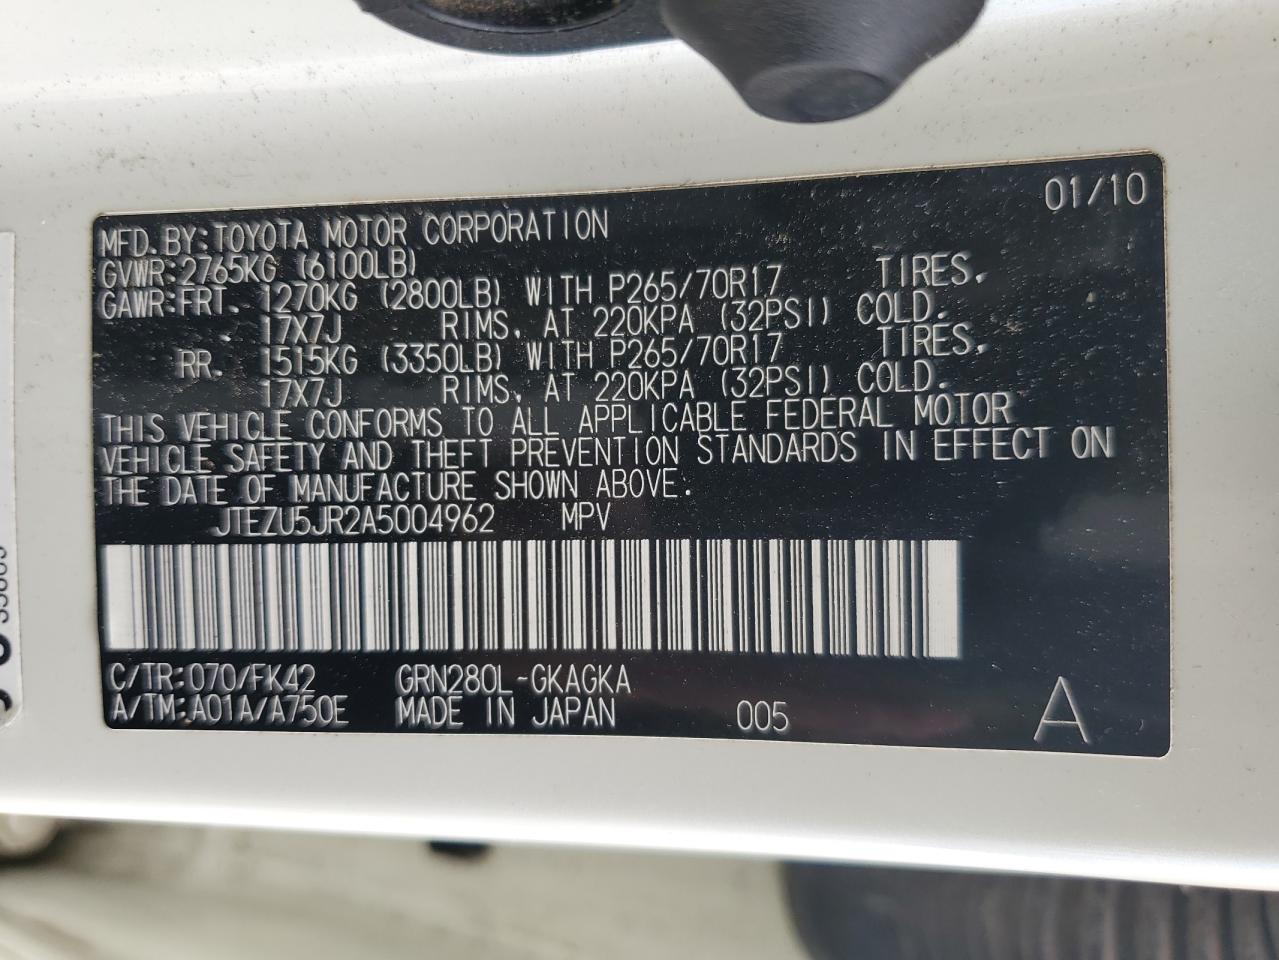 01/10
MFD. BY: TOYOTA MOTOR CORPORATION
GVWR: 2765KG (6100LB)
GAWR: FRT. 1270KG (2800LB) WITH P265/70R17 TIRES,
17X7J RIMS, AT 220KPA (32PSI) COLD.
RR. 1515KG (3350LB) WITH P265/70R17 TIRES,
17X7J RIMS, AT 220KPA (32PSI) COLD.
THIS VEHICLE CONFORMS TO ALL APPLICABLE FEDERAL MOTOR
VEHICLE SAFETY AND THEFT PREVENTION STANDARDS IN EFFECT ON
THE DATE OF MANUFACTURE SHOWN ABOVE.
JTEZU5JR2A5004962 MPV
C/TR: 070/FK42 GRN280L-GKAGKA
A/TM: A01A/A750E MADE IN JAPAN 005 A